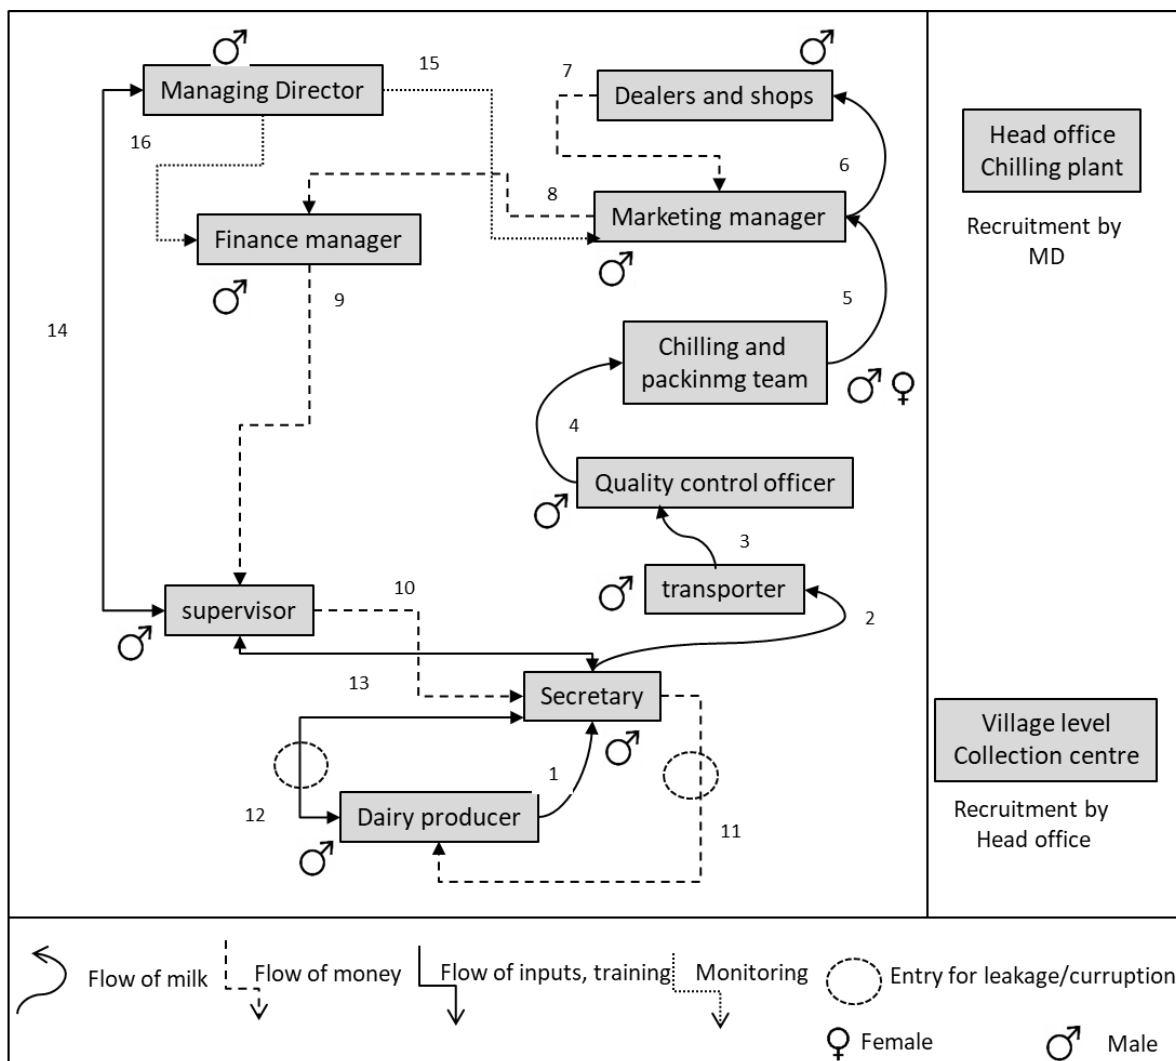 15
7
Managing Director
Dealers and shops
16
6
Head office
Chilling plant
8
Marketing manager
Finance manager
Recruitment by
MD
9
5
14
Chilling and
packinmg team
4
Quality control officer
3
10
transporter
supervisor
2
13
Secretary
Village level
Collection centre
1
12
Dairy producer
11
Recruitment by
Head office
Flow of milk
Flow of money
Flow of inputs, training
Monitoring
Entry for leakage/curruption
Female
Male